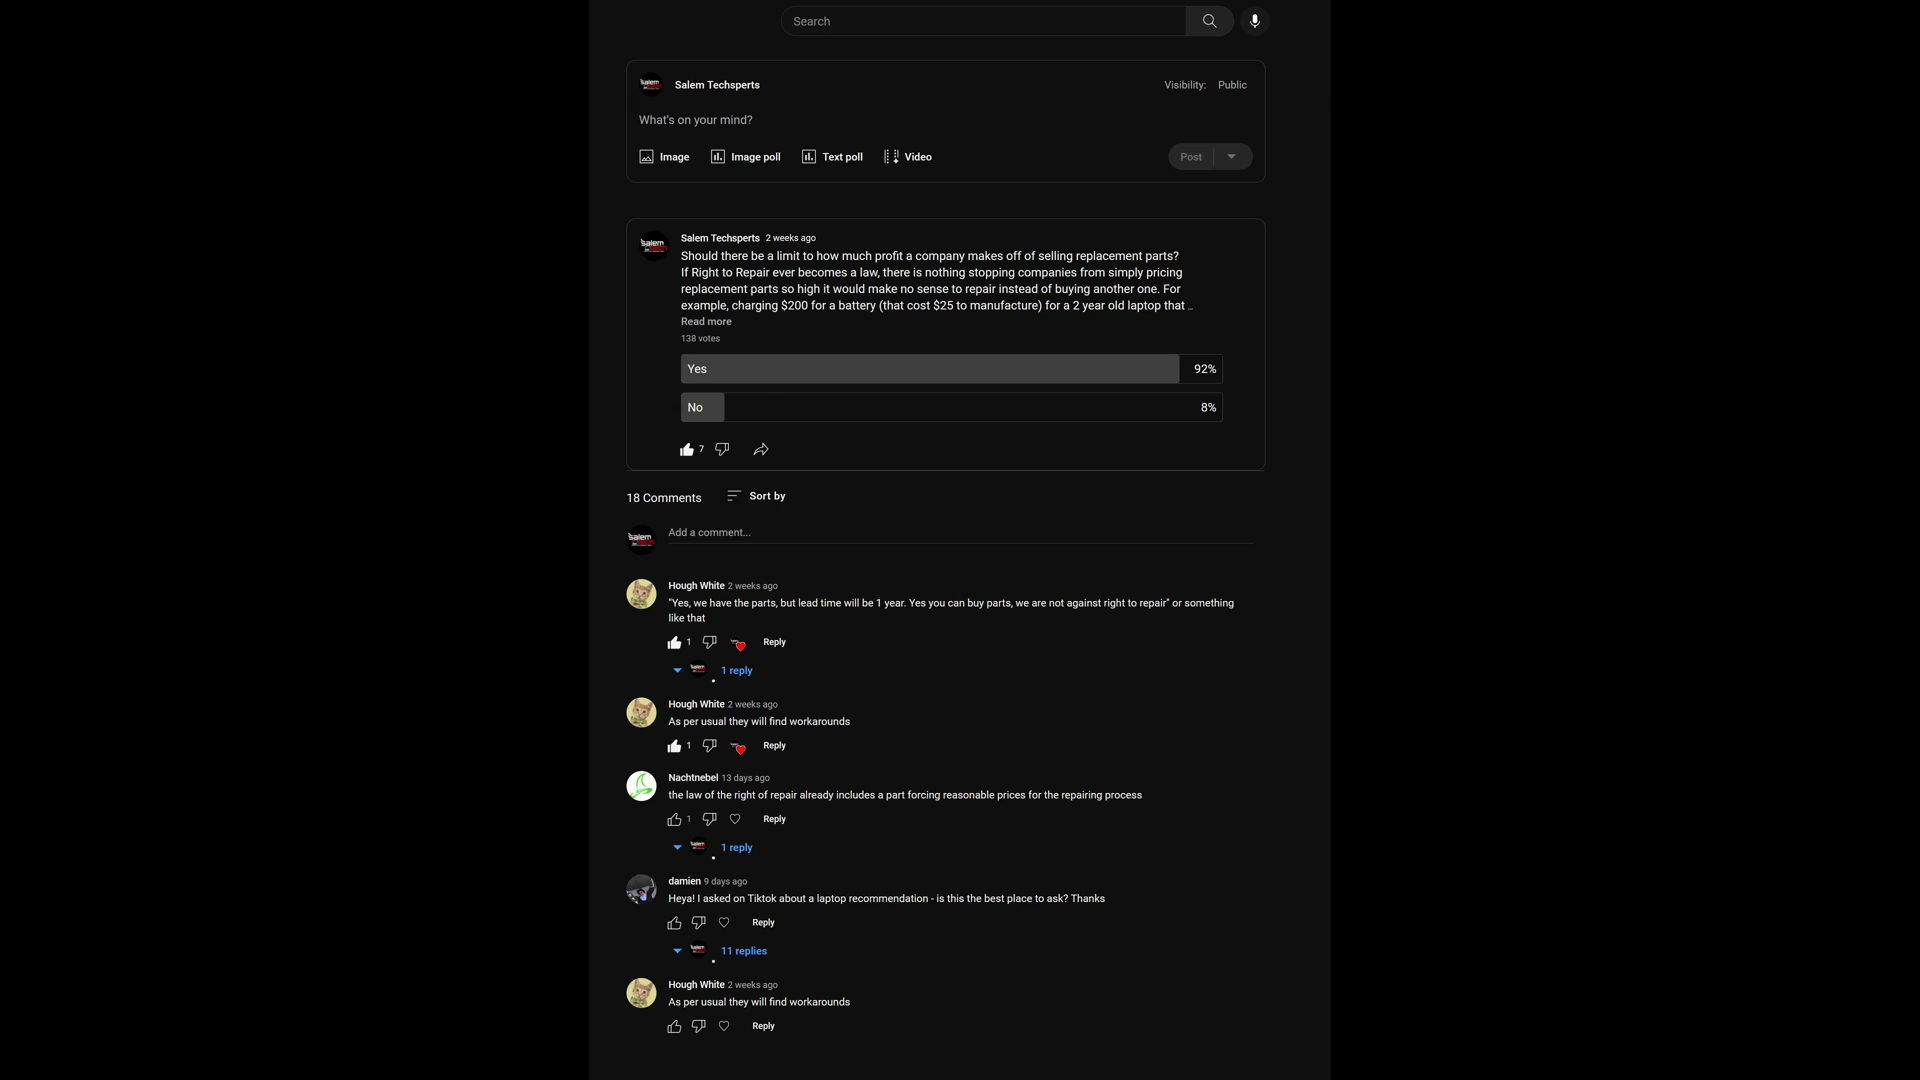 Search
Salem Techsperts
Visibility: Public
What's on your mind?
Image
Image poll
Text poll
Video
Post
Salem Techsperts 2 weeks ago
Should there be a limit to how much profit a company makes off of selling replacement parts?
If Right to Repair ever becomes a law, there is nothing stopping companies from simply pricing
replacement parts so high it would make no sense to repair instead of buying another one. For
example, charging $200 for a battery (that cost $25 to manufacture) for a 2 year old laptop that ...
Read more
138 votes
Yes 92%
No 8%
7
18 Comments
Sort by
Add a comment...
Hough White 2 weeks ago
"Yes, we have the parts, but lead time will be 1 year. Yes you can buy parts, we are not against right to repair" or something
like that
1 Reply
1 reply
Hough White 2 weeks ago
As per usual they will find workarounds
1 Reply
Nachtnebel 13 days ago
the law of the right of repair already includes a part forcing reasonable prices for the repairing process
1 Reply
1 reply
damien 9 days ago
Heya! I asked on Tiktok about a laptop recommendation - is this the best place to ask? Thanks
Reply
11 replies
Hough White 2 weeks ago
As per usual they will find workarounds
Reply